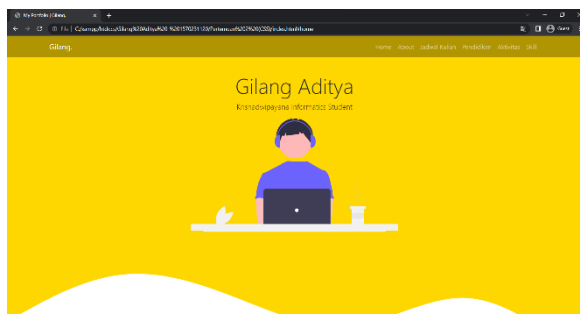 My Portfolio | Gilang.
Gilang.
Home About Jadwal Kuliah Pendidikan Aktivitas Skill
Gilang Aditya
Krisnadwipayana Informatics Student